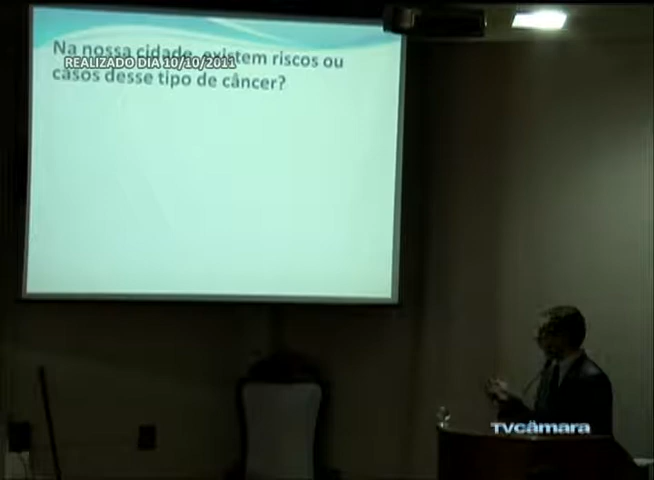 Na nossa cidade, existem riscos ou
REALIZADO DIA 10/10/2011
casos desse tipo de câncer?
TVcâmara